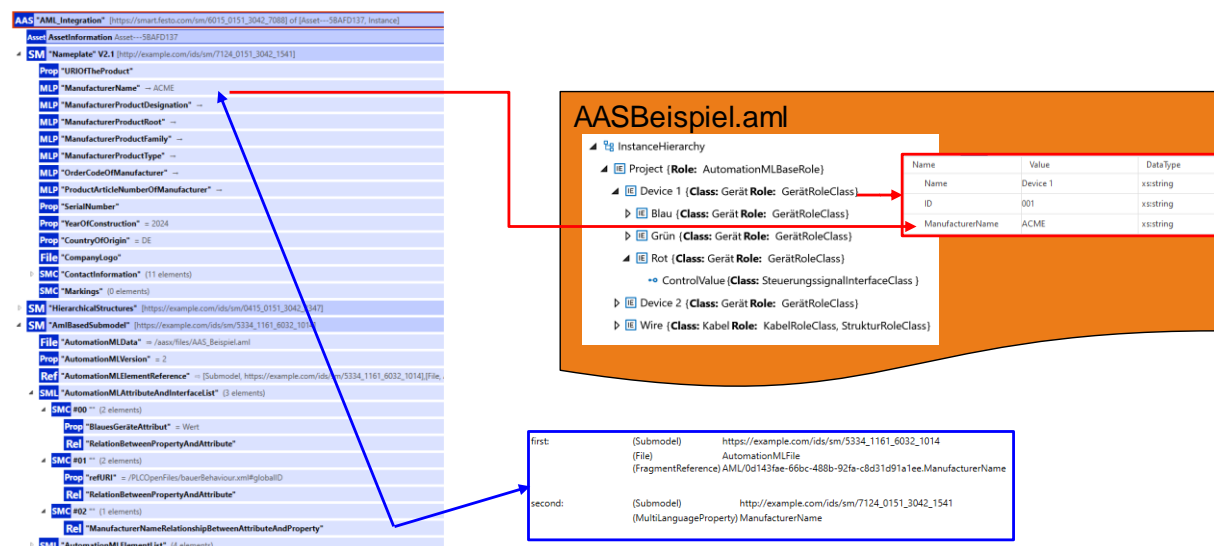 AAS "AML_Integration" [https://smart.festo.com/sm/6015_0151_3042_7088] of [Asset---5BAFD137, Instance]
Asset AssetInformation Asset---5BAFD137
SM "Nameplate" V2.1 [http://example.com/ids/sm/7124_0151_3042_1541]
Prop "URIOfTheProduct"
MLP "ManufacturerName" → ACME
MLP "ManufacturerProductDesignation" →
MLP "ManufacturerProductRoot" →
MLP "ManufacturerProductFamily" →
MLP "ManufacturerProductType" →
MLP "OrderCodeOfManufacturer" →
MLP "ProductArticleNumberOfManufacturer" →
Prop "SerialNumber"
Prop "YearOfConstruction" = 2024
Prop "CountryOfOrigin" = DE
File "CompanyLogo"
SMC "ContactInformation" (11 elements)
SMC "Markings" (0 elements)
SM "HierarchicalStructures" [https://example.com/ids/sm/0415_0151_3042_2347]
SM "AmlBasedSubmodel" [https://example.com/ids/sm/5334_1161_6032_1014]
File "AutomationMLData" = /aasx/files/AAS_Beispiel.aml
Prop "AutomationMLVersion" = 2
Ref "AutomationMLElementReference" = [Submodel, https://example.com/ids/sm/5334_1161_6032_1014],[File,
SML "AutomationMLAttributeAndInterfaceList" (3 elements)
SMC #00 "" (2 elements)
Prop "BlauesGeräteAttribut" = Wert
Rel "RelationBetweenPropertyAndAttribute"
SMC #01 "" (2 elements)
Prop "refURI" = /PLCOpenFiles/bauerBehaviour.xml#globalID
Rel "RelationBetweenPropertyAndAttribute"
SMC #02 "" (1 elements)
Rel "ManufacturerNameRelationshipBetweenAttributeAndProperty"
SML "AutomationMLElementList" (4 elements)
AASBeispiel.aml
InstanceHierarchy
IE Project {Role: AutomationMLBaseRole}
IE Device 1 {Class: Gerät Role: GerätRoleClass}
IE Blau {Class: Gerät Role: GerätRoleClass}
IE Grün {Class: Gerät Role: GerätRoleClass}
IE Rot {Class: Gerät Role: GerätRoleClass}
ControlValue {Class: SteuerungssignalInterfaceClass }
IE Device 2 {Class: Gerät Role: GerätRoleClass}
IE Wire {Class: Kabel Role: KabelRoleClass, StrukturRoleClass}
Name Value DataType
Name Device 1 xs:string
ID 001 xs:string
ManufacturerName ACME xs:string
first: (Submodel) https://example.com/ids/sm/5334_1161_6032_1014
(File) AutomationMLFile
(FragmentReference) AML/0d143fae-66bc-488b-92fa-c8d31d91a1ee.ManufacturerName
second: (Submodel) http://example.com/ids/sm/7124_0151_3042_1541
(MultiLanguageProperty) ManufacturerName